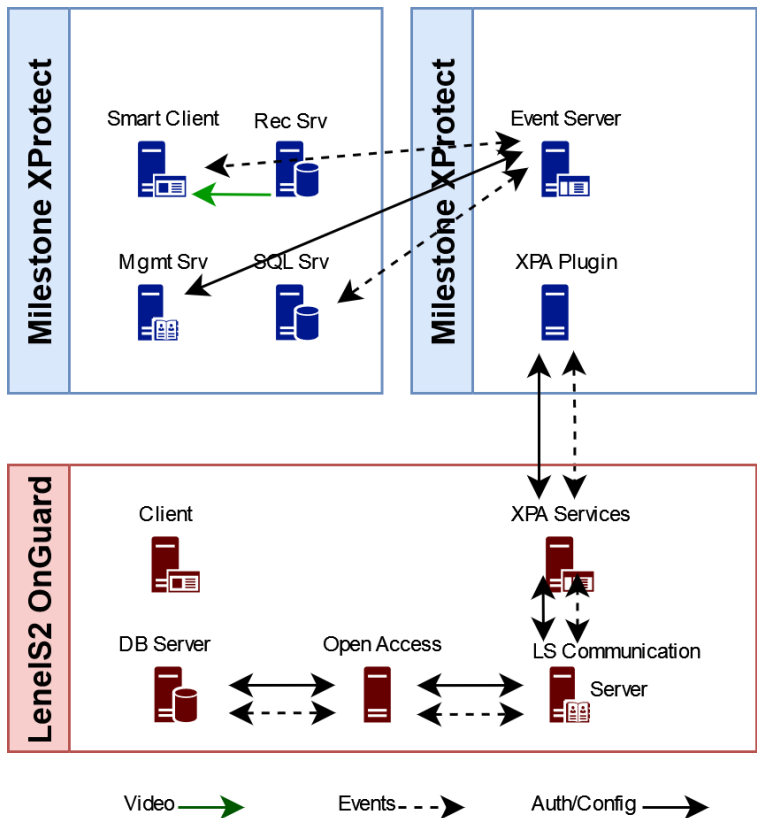 Milestone XProtect
Smart Client
Rec Srv
Mgmt Srv
SQL Srv
Milestone XProtect
Event Server
XPA Plugin
LenelS2 OnGuard
Client
XPA Services
DB Server
Open Access
LS Communication
Server
Video
Events
Auth/Config